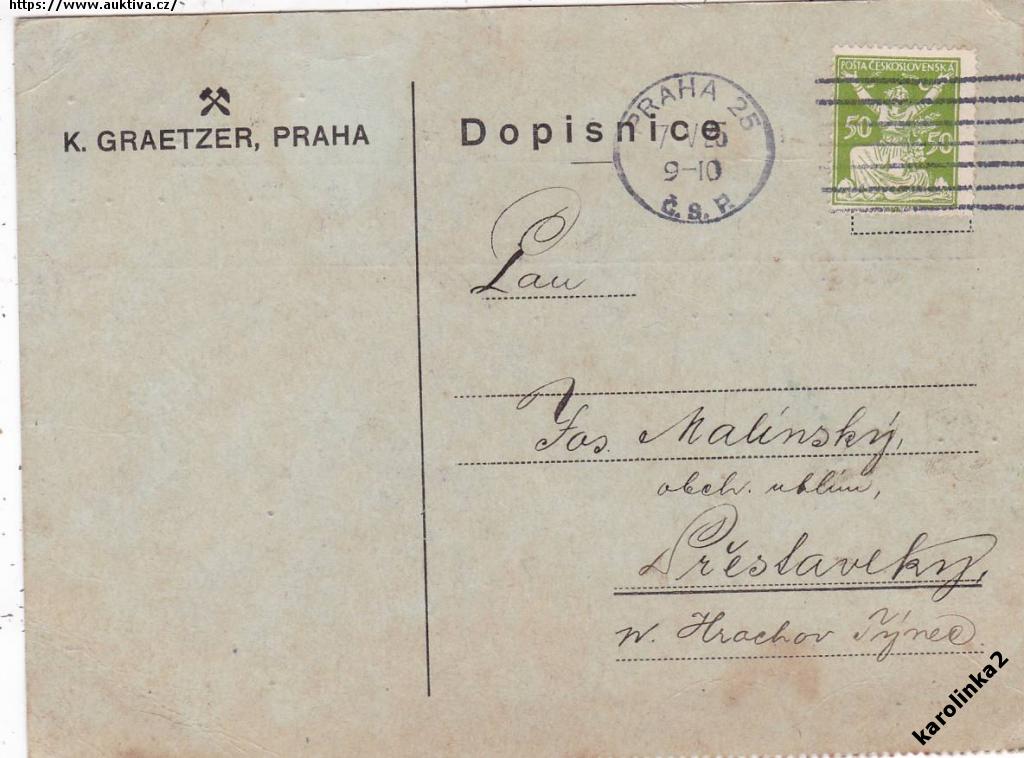 https://www.auktiva.cz/
K. GRAETZER, PRAHA
Dopisnice
PRAHA 25
9-10
Č. S. P.
POŠTA ČESKOSLOVENSKÁ
50 50
Pan
Jos. Malínský,
obch. uhlím,
Přestavlky,
n. Hrochov Týnec.
karolinka2